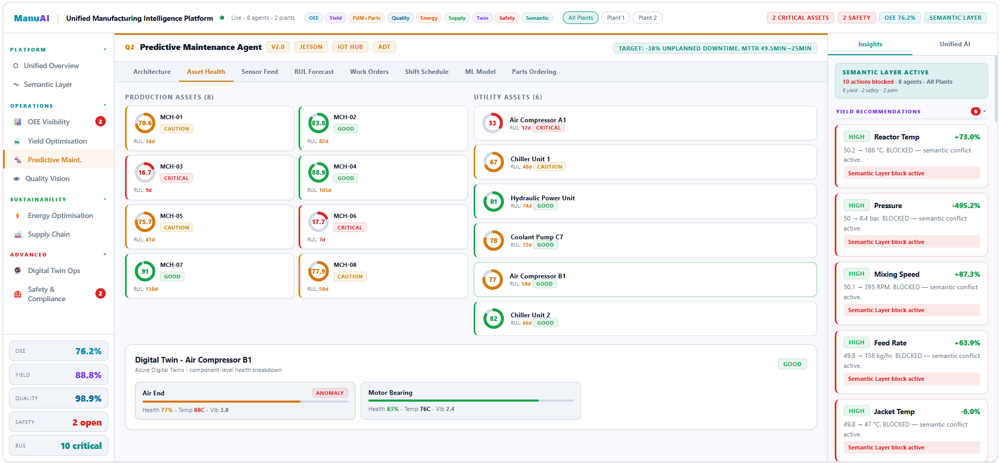 ManuAI
Unified Manufacturing Intelligence Platform
Live - 8 agents - 2 plants
OEE
Yield
PdM+Parts
Quality
Energy
Supply
Twin
Safety
Semantic
All Plants
Plant 1
Plant 2
2 CRITICAL ASSETS
2 SAFETY
OEE 76.2%
SEMANTIC LAYER
PLATFORM
Unified Overview
Semantic Layer
OPERATIONS
OEE Visibility
2
Yield Optimisation
Predictive Maint.
Quality Vision
SUSTAINABILITY
Energy Optimisation
Supply Chain
ADVANCED
Digital Twin Ops
Safety &
Compliance
2
OEE
76.2%
YIELD
88.8%
QUALITY
98.9%
SAFETY
2 open
BUS
10 critical
Q2
Predictive Maintenance Agent
V2.0
JETSON
IOT HUB
ADT
TARGET: -38% UNPLANNED DOWNTIME, MTTR 49.5MIN→25MIN
Architecture
Asset Health
Sensor Feed
RUL Forecast
Work Orders
Shift Schedule
ML Model
Parts Ordering
PRODUCTION ASSETS (8)
70.6
MCH-01
CAUTION
RUL: 34d
83.8
MCH-02
GOOD
RUL: 82d
16.7
MCH-03
CRITICAL
RUL: 9d
88.9
MCH-04
GOOD
RUL: 105d
75.7
MCH-05
CAUTION
RUL: 41d
17.7
MCH-06
CRITICAL
RUL: 7d
91
MCH-07
GOOD
RUL: 138d
77.9
MCH-08
CAUTION
RUL: 58d
UTILITY ASSETS (6)
33
Air Compressor A1
RUL: 12d CRITICAL
67
Chiller Unit 1
RUL: 48d CAUTION
81
Hydraulic Power Unit
RUL: 74d GOOD
78
Coolant Pump C7
RUL: 72d GOOD
77
Air Compressor B1
RUL: 58d GOOD
82
Chiller Unit 2
RUL: 66d GOOD
Digital Twin - Air Compressor B1
Azure Digital Twins - component-level health breakdown
GOOD
Air End
ANOMALY
Health 77% - Temp 88C - Vib 3.8
Motor Bearing
Health 83% - Temp 76C - Vib 2.4
Insights
Unified AI
SEMANTIC LAYER ACTIVE
10 actions blocked · 8 agents · All Plants
6 yield · 2 safety · 2 pdm
YIELD RECOMMENDATIONS
6
HIGH
Reactor Temp
+73.0%
50.2 → 186 °C. BLOCKED — semantic conflict
active.
Semantic Layer block active
HIGH
Pressure
-495.2%
50 → 8.4 bar. BLOCKED — semantic conflict
active.
Semantic Layer block active
HIGH
Mixing Speed
+87.3%
50.1 → 395 RPM. BLOCKED — semantic conflict
active.
Semantic Layer block active
HIGH
Feed Rate
+63.9%
49.8 → 138 kg/hr. BLOCKED — semantic conflict
active.
Semantic Layer block active
HIGH
Jacket Temp
-6.0%
49.8 → 47 °C. BLOCKED — semantic conflict
active.
Semantic Layer block active